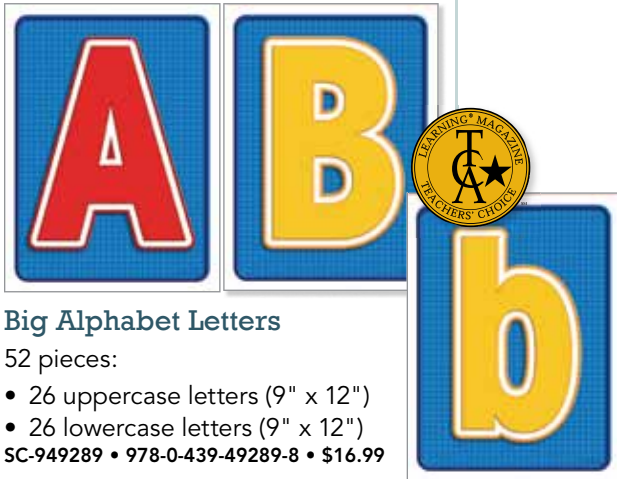 A
B
LEARNING® MAGAZINE
TCA
TEACHERS' CHOICE
b
Big Alphabet Letters
52 pieces:
• 26 uppercase letters (9" x 12")
• 26 lowercase letters (9" x 12")
SC-949289 • 978-0-439-49289-8 • $16.99